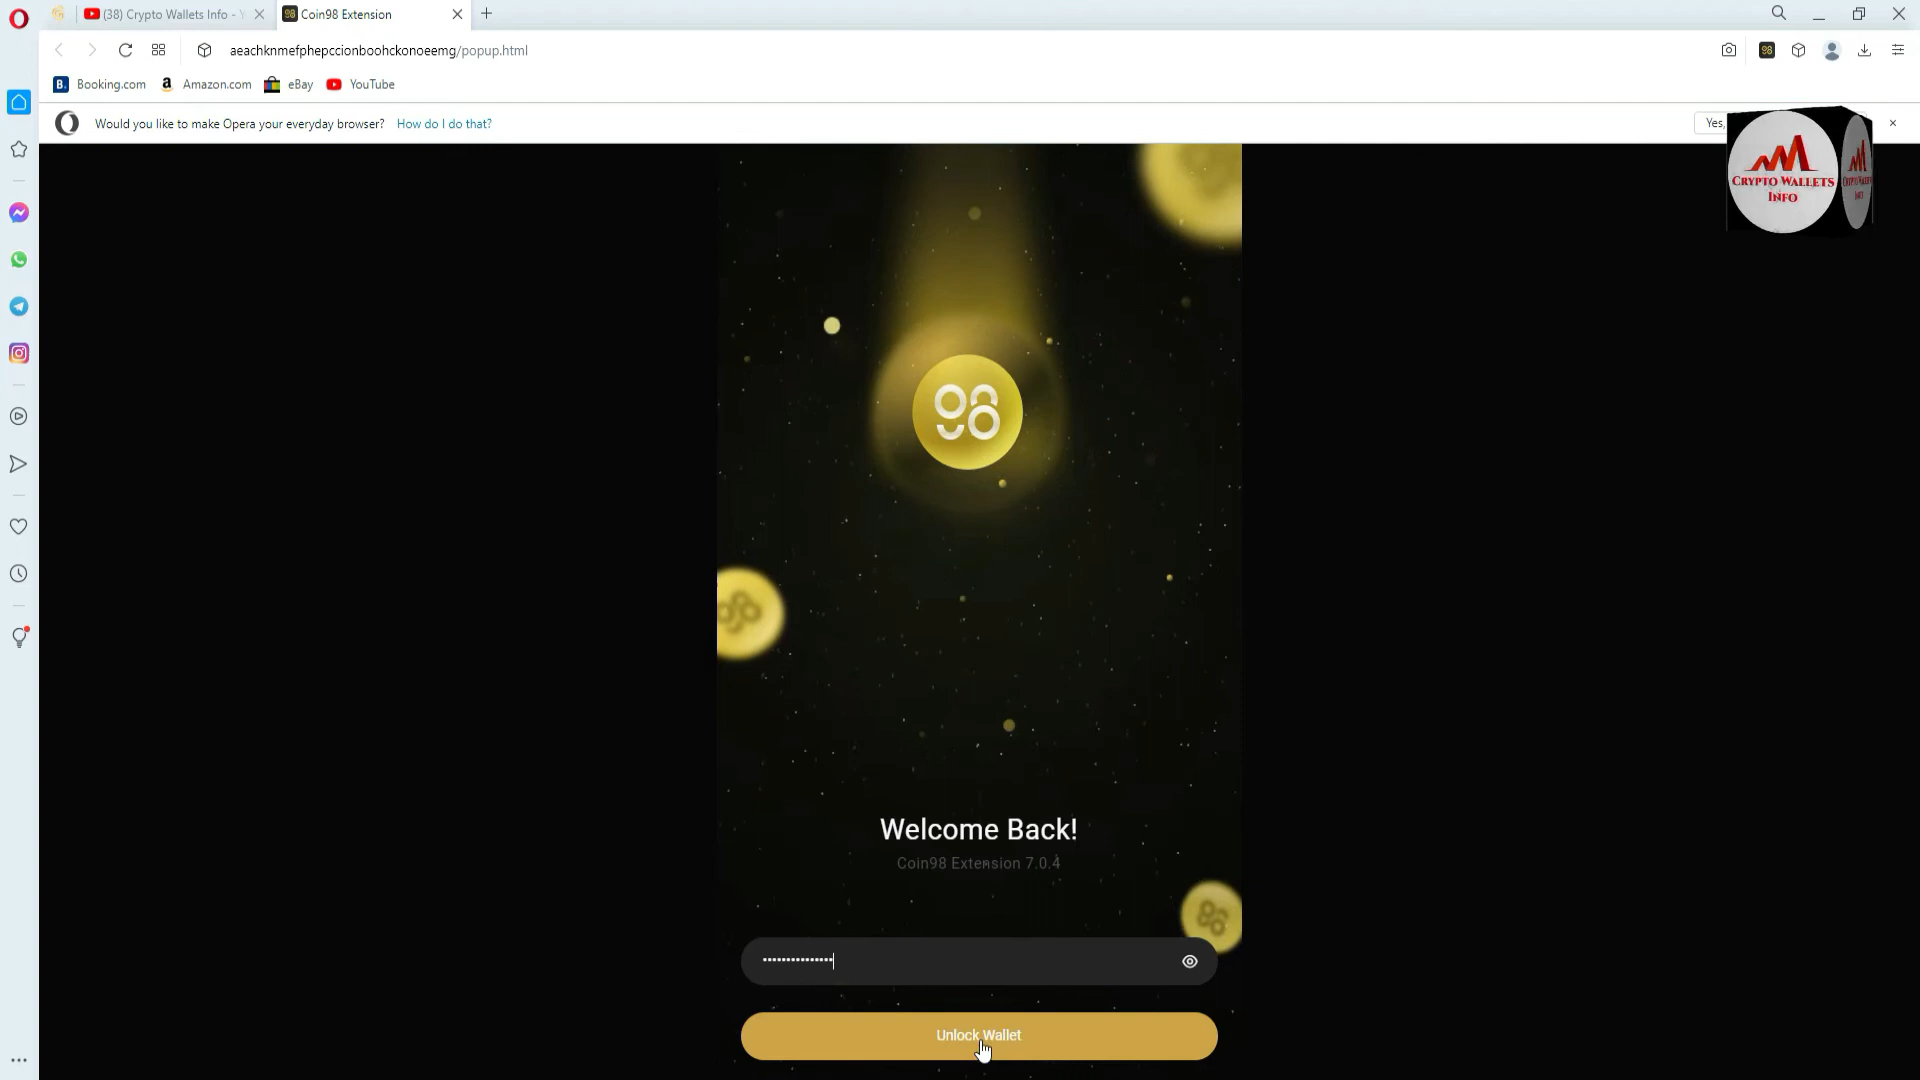 (38) Crypto Wallets Info -
Coin98 Extension
aeachknmefphepccionboohckonoeemg/popup.html
B. Booking.com
a Amazon.com
eBay
YouTube
Would you like to make Opera your everyday browser? How do I do that?
Yes,
CRYPTO WALLETS
INFO
98
Welcome Back!
Coin98 Extension 7.0.4
•••••••••••••••
Unlock Wallet